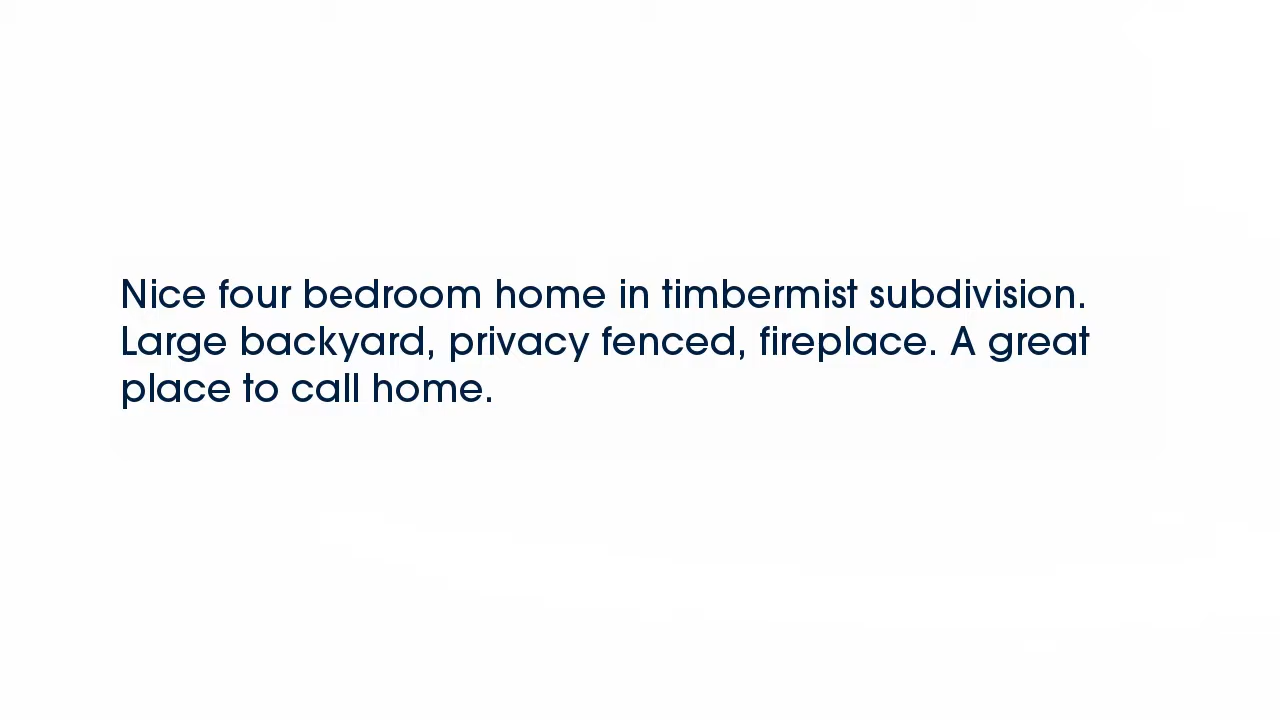 Nice four bedroom home in timbermist subdivision.
Large backyard, privacy fenced, fireplace. A great
place to call home.